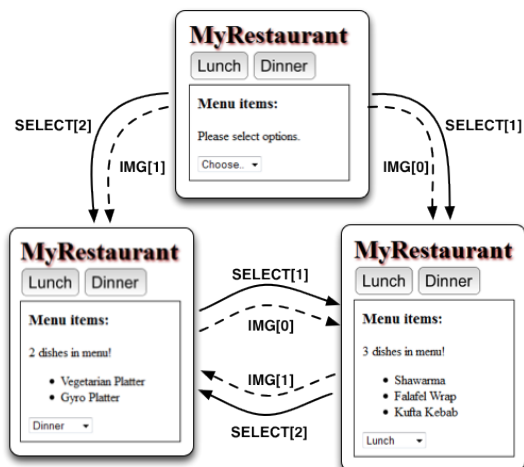 MyRestaurant
Lunch Dinner
Menu items:
Please select options.
Choose..
SELECT[2]
IMG[1]
SELECT[1]
IMG[0]
MyRestaurant
Lunch Dinner
Menu items:
2 dishes in menu!
• Vegetarian Platter
• Gyro Platter
Dinner
SELECT[1]
IMG[0]
IMG[1]
SELECT[2]
MyRestaurant
Lunch Dinner
Menu items:
3 dishes in menu!
• Shawarma
• Falafel Wrap
• Kufta Kebab
Lunch